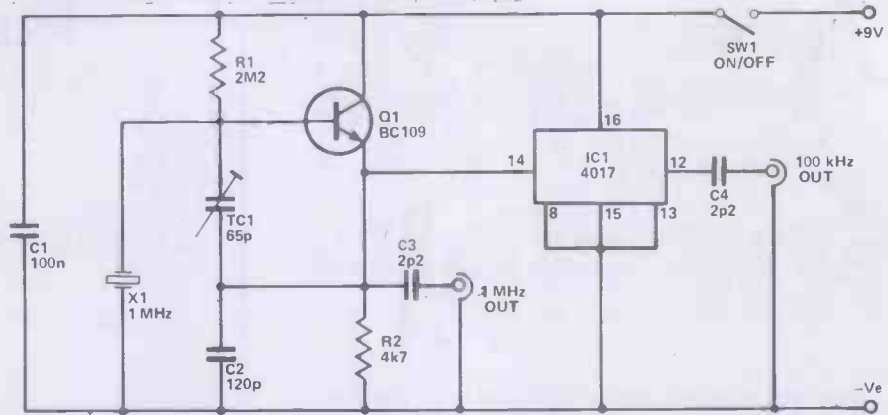 R1
2M2
Q1
BC109
SW1
ON/OFF
+9V
16
14
IC1
4017
12
8
15
13
C4
2p2
100 kHz
OUT
C1
100n
X1
1 MHz
TC1
65p
C3
2p2
1 MHz
OUT
R2
4k7
C2
120p
-Ve